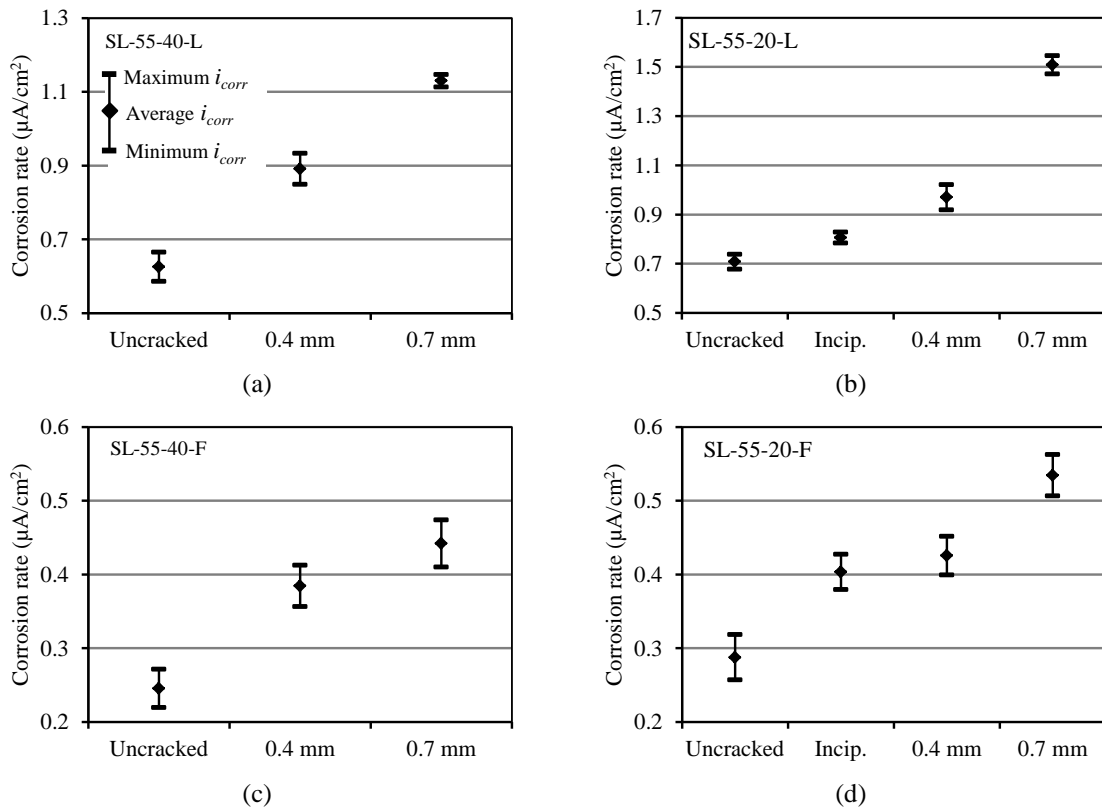 SL-55-40-L
Maximum icorr
Average icorr
Minimum icorr
Corrosion rate (µA/cm²)
1.3
1.1
0.9
0.7
0.5
Uncracked 0.4 mm 0.7 mm
(a)
SL-55-20-L
Corrosion rate (µA/cm²)
1.7
1.5
1.3
1.1
0.9
0.7
0.5
Uncracked Incip. 0.4 mm 0.7 mm
(b)
SL-55-40-F
Corrosion rate (µA/cm²)
0.6
0.5
0.4
0.3
0.2
Uncracked 0.4 mm 0.7 mm
(c)
SL-55-20-F
Corrosion rate (µA/cm²)
0.6
0.5
0.4
0.3
0.2
Uncracked Incip. 0.4 mm 0.7 mm
(d)